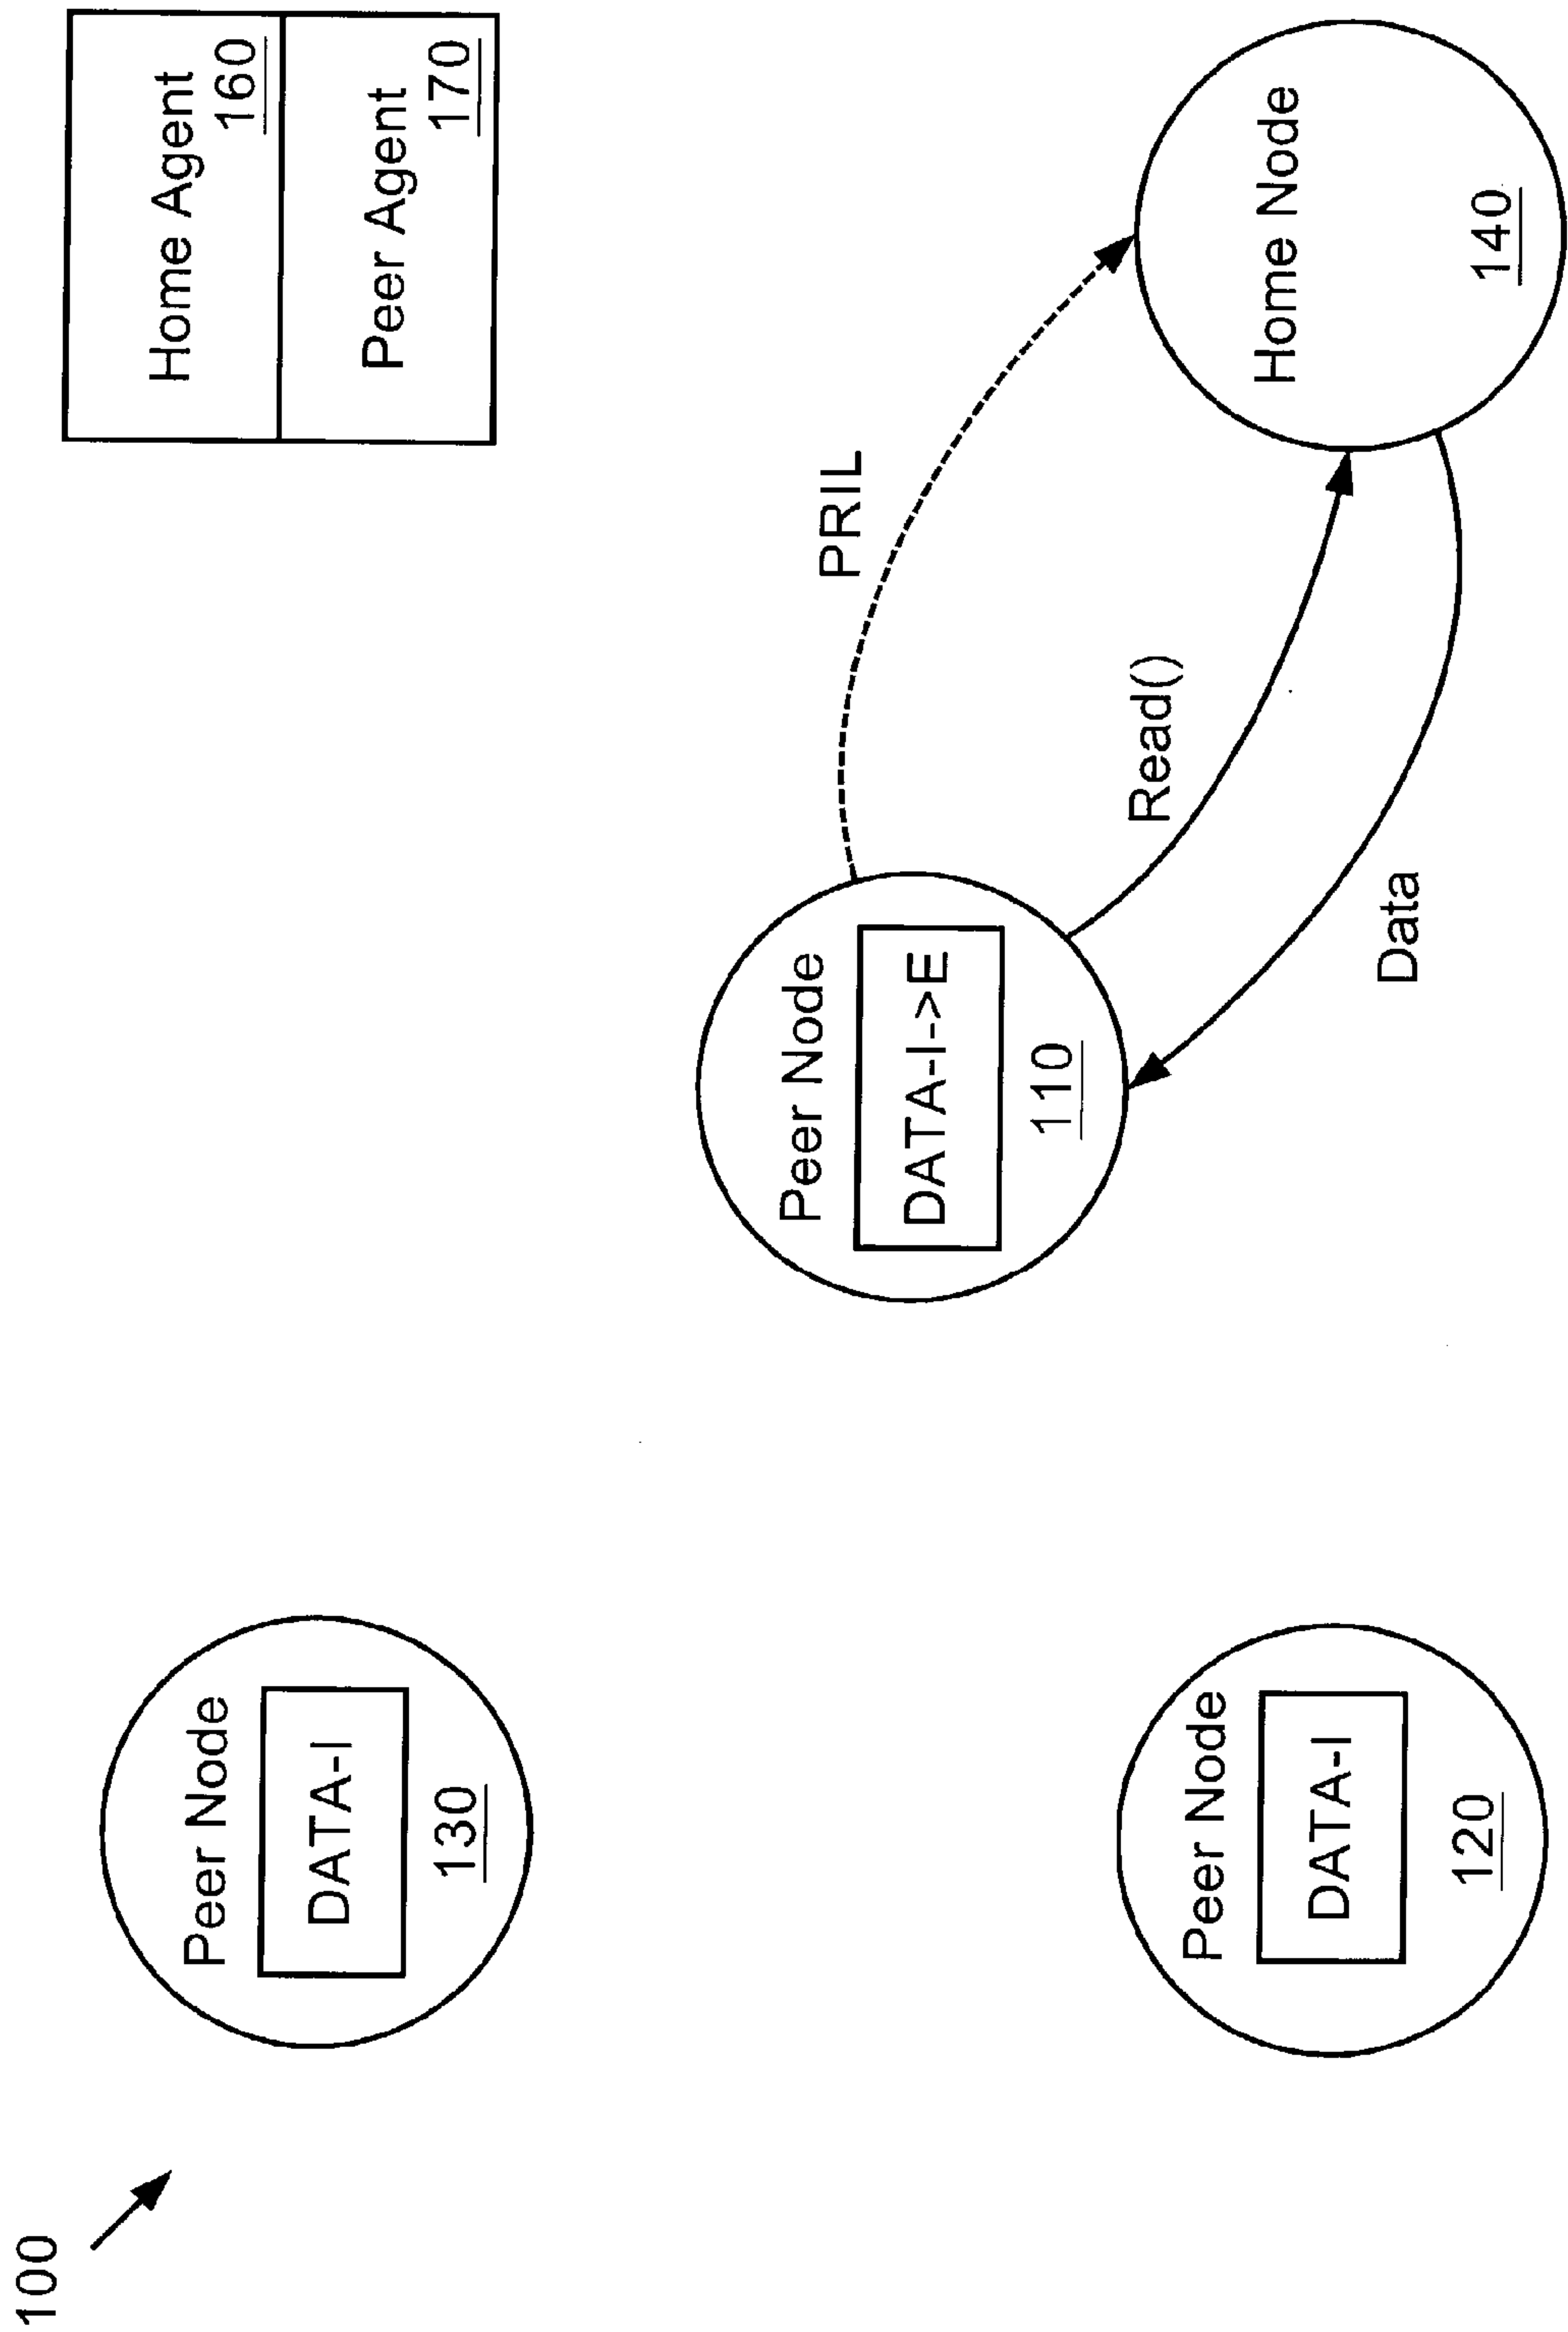 100
Peer Node
DATA-I
130
Peer Node
DATA-I
120
Peer Node
DATA-I->E
110
PRIL
Read()
Data
Home Node
140
Home Agent
160
Peer Agent
170